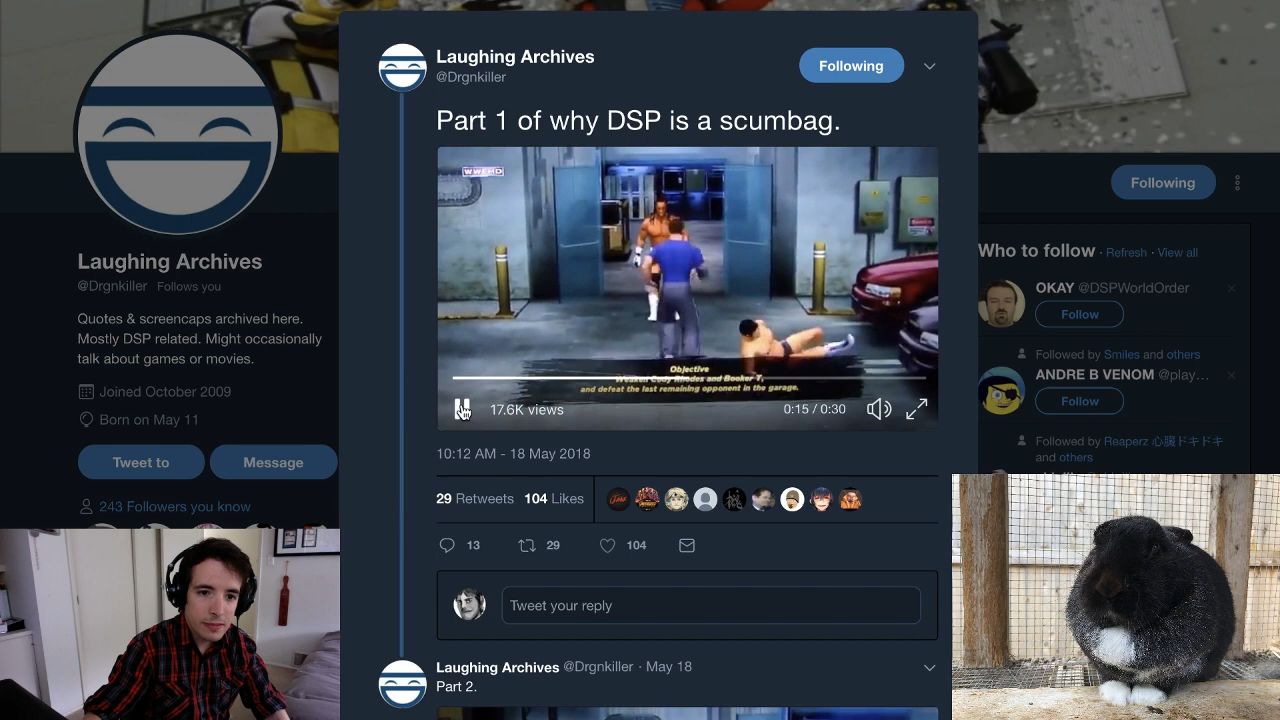 Laughing Archives
@Drgnkiller
Following
Part 1 of why DSP is a scumbag.
Objective
Weaken Cody Rhodes and Booker T,
and defeat the last remaining opponent in the garage.
17.6K views
0:15 / 0:30
10:12 AM - 18 May 2018
29 Retweets 104 Likes
13 29 104
Tweet your reply
Laughing Archives @Drgnkiller · May 18
Part 2.
Laughing Archives
@Drgnkiller Follows you
Quotes & screencaps archived here.
Mostly DSP related. Might occasionally
talk about games or movies.
Joined October 2009
Born on May 11
Tweet to
Message
243 Followers you know
Following
Who to follow · Refresh · View all
OKAY @DSPWorldOrder
Follow
Followed by Smiles and others
ANDRE B VENOM @play…
Follow
Followed by Reaperz 心臓ドキドキ
and others